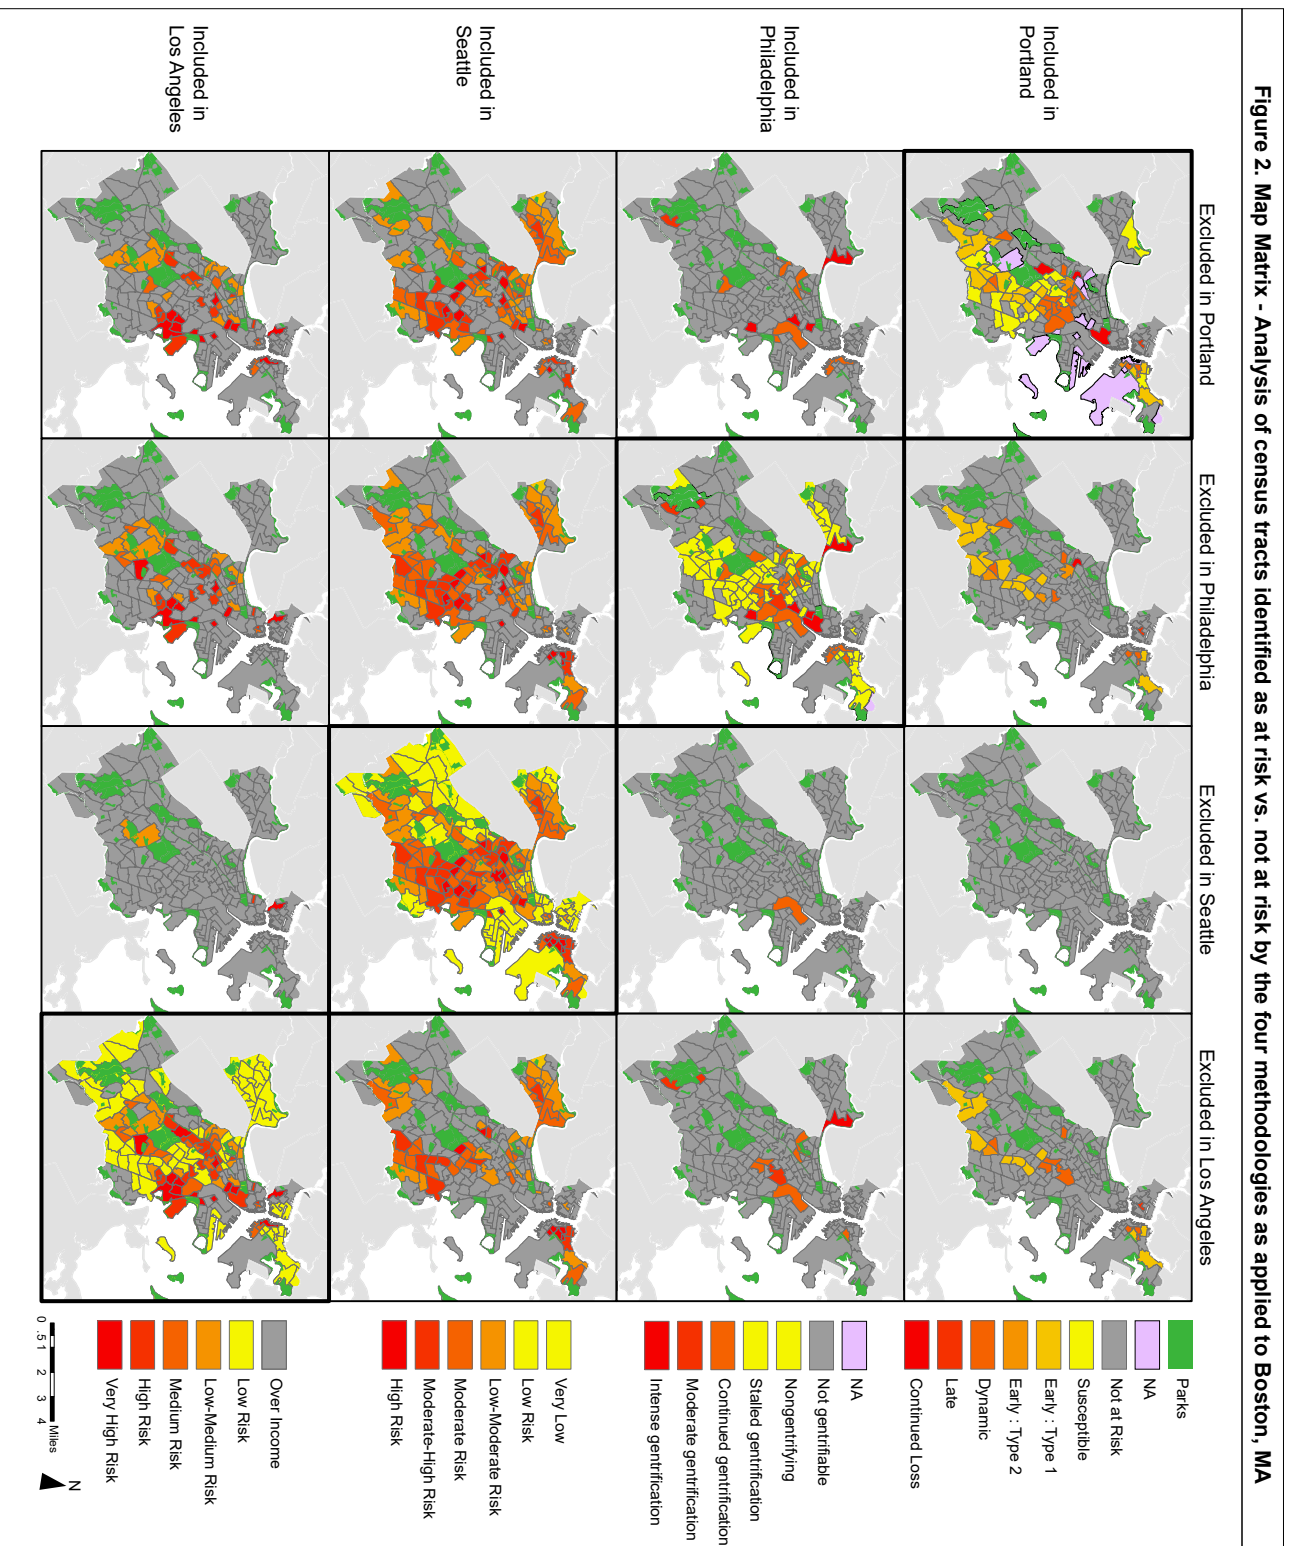 Figure 2. Map Matrix - Analysis of census tracts identified as at risk vs. not at risk by the four methodologies as applied to Boston, MA
Excluded in Portland
Excluded in Philadelphia
Excluded in Seattle
Excluded in Los Angeles
Included in
Portland
Parks
NA
Not at Risk
Susceptible
Early : Type 1
Early : Type 2
Dynamic
Late
Continued Loss
Included in
Philadelphia
NA
Not gentrifiable
Nongentrifying
Stalled gentrification
Continued gentrification
Moderate gentrification
Intense gentrification
Included in
Seattle
Very Low
Low Risk
Low-Moderate Risk
Moderate Risk
Moderate-High Risk
High Risk
Included in
Los Angeles
Over Income
Low Risk
Low-Medium Risk
Medium Risk
High Risk
Very High Risk
0 .5 1 2 3 4
Miles
N